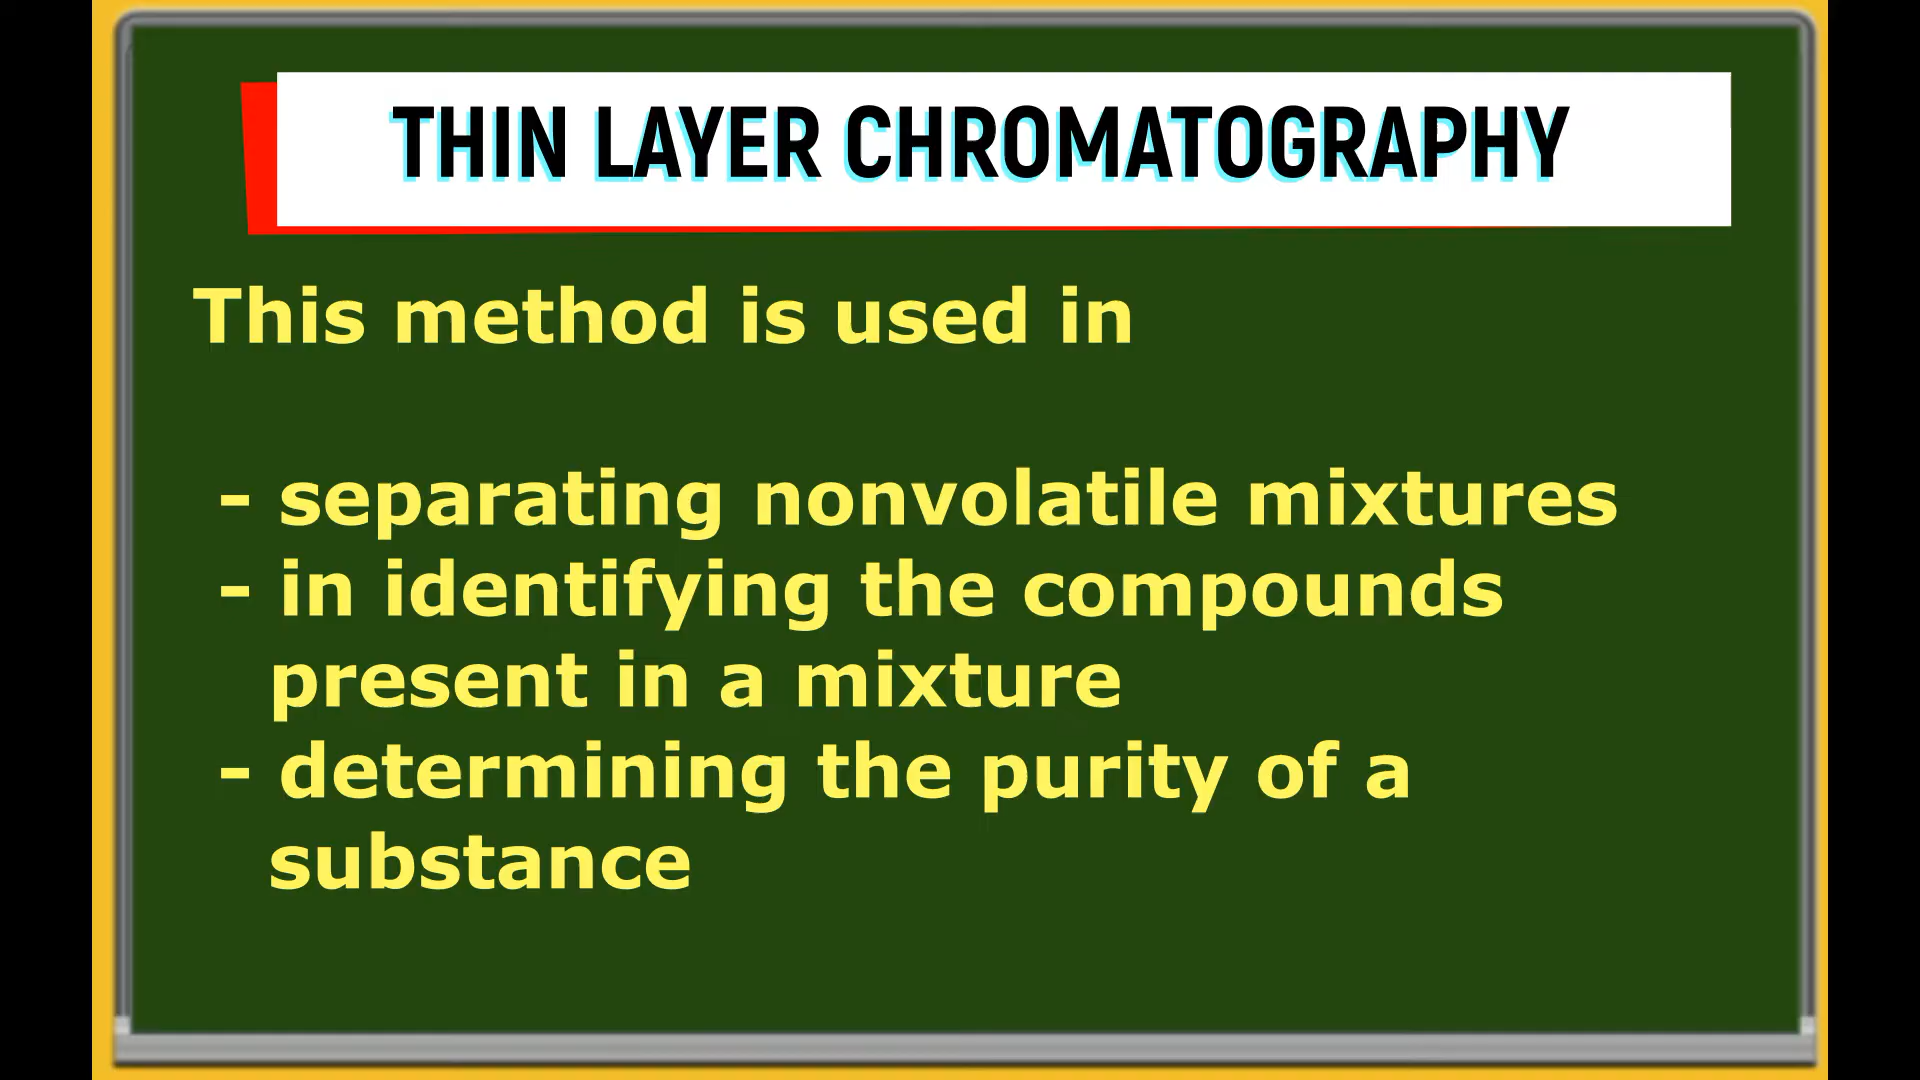 THIN LAYER CHROMATOGRAPHY
This method is used in
- separating nonvolatile mixtures
- in identifying the compounds
present in a mixture
- determining the purity of a
substance